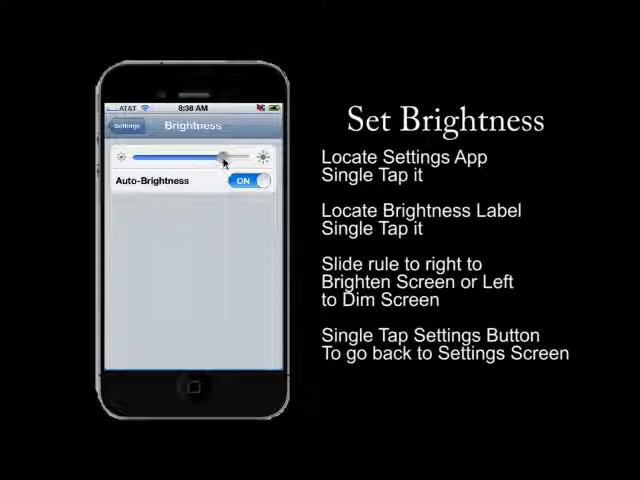 AT&T 8:38 AM
Settings Brightness
Auto-Brightness ON
Set Brightness
Locate Settings App
Single Tap it
Locate Brightness Label
Single Tap it
Slide rule to right to
Brighten Screen or Left
to Dim Screen
Single Tap Settings Button
To go back to Settings Screen